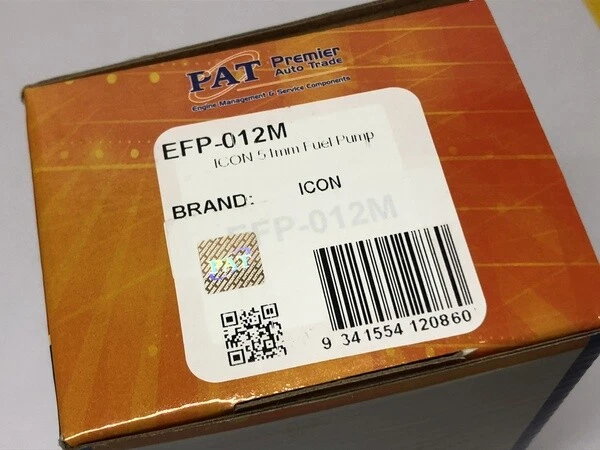 PAT Premier
Auto Trade
Engine Management & Service Components
EFP-012M
ICON 51mm Fuel Pump
BRAND: ICON
EFP-012M
PAT
9 341554 120860